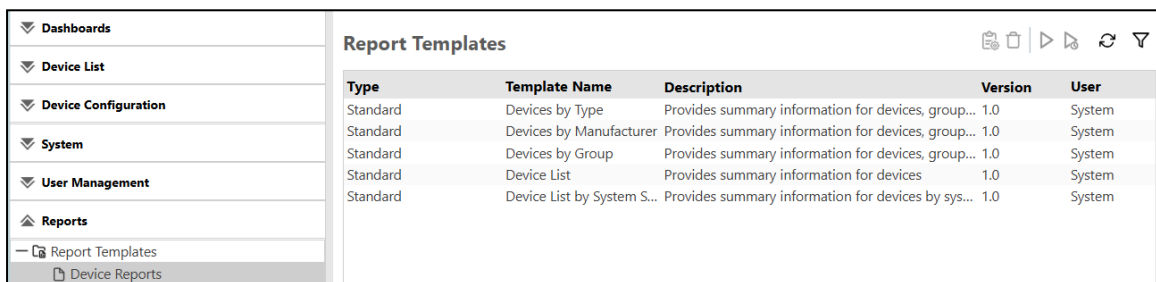 Dashboards
Device List
Device Configuration
System
User Management
Reports
Report Templates
Device Reports
Report Templates
Type Template Name Description Version User
Standard Devices by Type Provides summary information for devices, group... 1.0 System
Standard Devices by Manufacturer Provides summary information for devices, group... 1.0 System
Standard Devices by Group Provides summary information for devices, group... 1.0 System
Standard Device List Provides summary information for devices 1.0 System
Standard Device List by System S... Provides summary information for devices by sys... 1.0 System